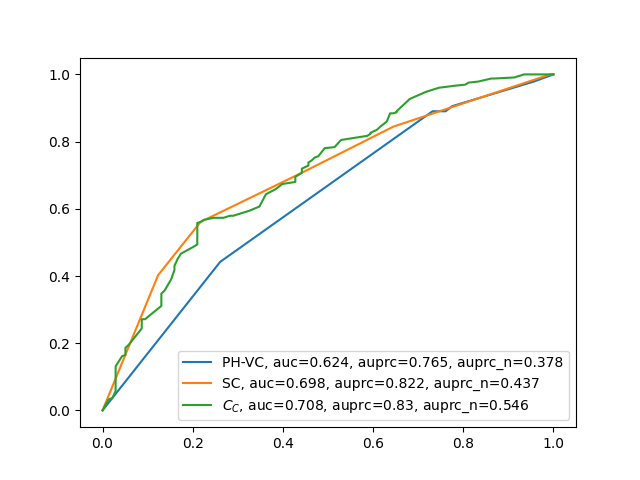 1.0
0.8
0.6
0.4
0.2
0.0
PH-VC, auc=0.624, auprc=0.765, auprc_n=0.378
SC, auc=0.698, auprc=0.822, auprc_n=0.437
C_C, auc=0.708, auprc=0.83, auprc_n=0.546
0.0 0.2 0.4 0.6 0.8 1.0